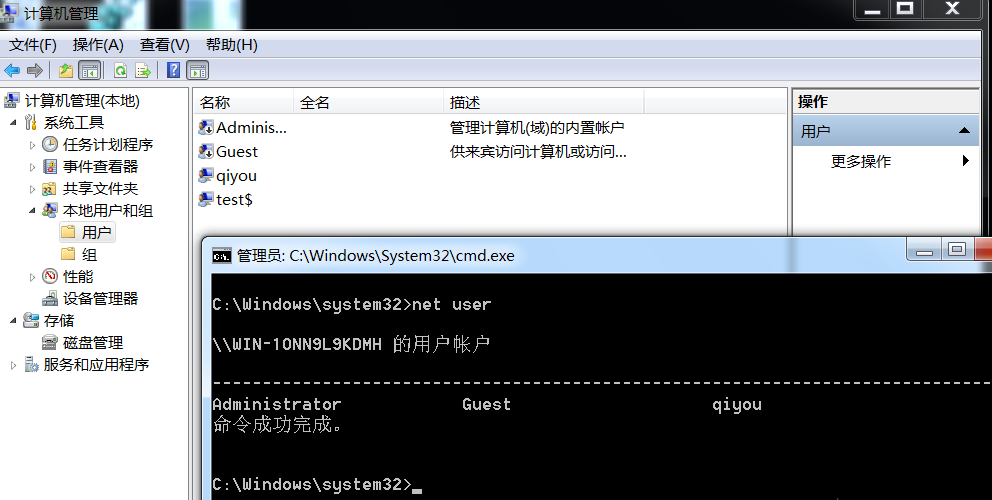 计算机管理
文件(F) 操作(A) 查看(V) 帮助(H)
计算机管理(本地)
系统工具
任务计划程序
事件查看器
共享文件夹
本地用户和组
用户
组
性能
设备管理器
存储
磁盘管理
服务和应用程序
名称 全名 描述
Adminis... 管理计算机(域)的内置帐户
Guest 供来宾访问计算机或访问...
qiyou
test$
操作
用户
更多操作
管理员: C:\Windows\System32\cmd.exe
C:\Windows\system32>net user
\\WIN-1ONN9L9KDMH 的用户帐户
-------------------------------------------------------------------------------
Administrator Guest qiyou
命令成功完成。
C:\Windows\system32>_